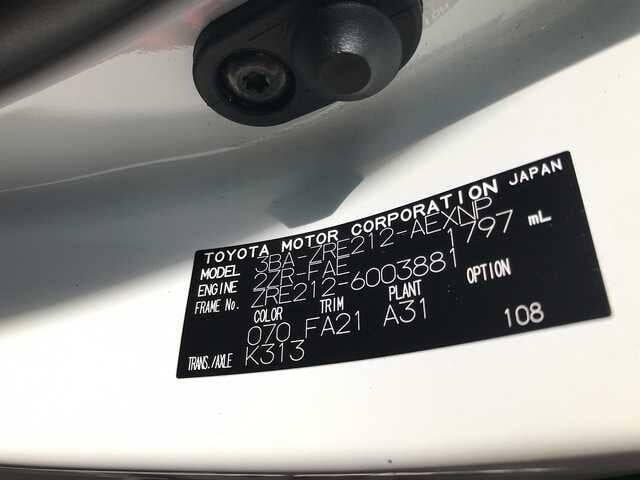 TOYOTA MOTOR CORPORATION JAPAN
MODEL 3BA-ZRE212-AEXNP
ENGINE 2ZR-FAE 1797 mL
FRAME No. ZRE212-6003881
COLOR TRIM PLANT OPTION
070 FA21 A31
TRANS./AXLE K313 108